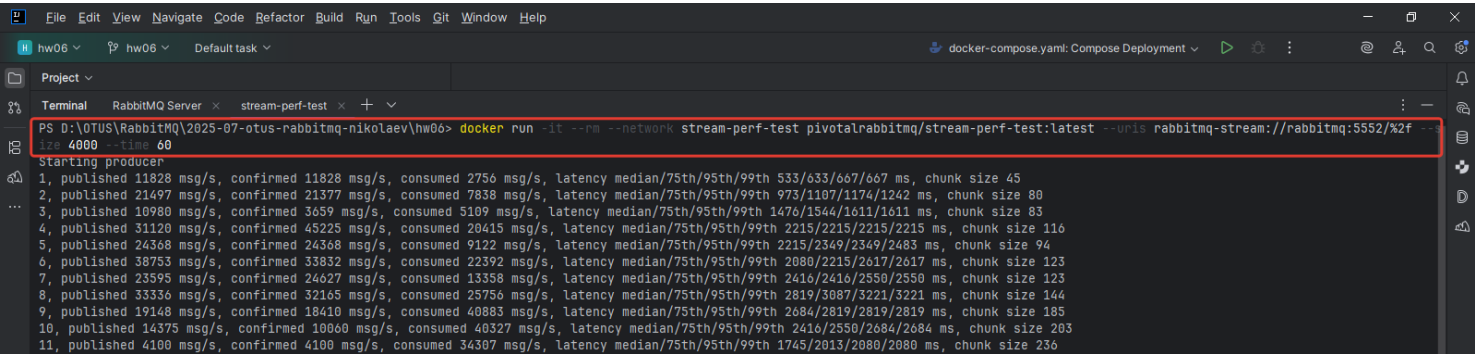 File Edit View Navigate Code Refactor Build Run Tools Git Window Help
H hw06 hw06 Default task docker-compose.yaml: Compose Deployment
Project
Terminal RabbitMQ Server × stream-perf-test ×
PS D:\OTUS\RabbitMQ\2025-07-otus-rabbitmq-nikolaev\hw06> docker run -it --rm --network stream-perf-test pivotalrabbitmq/stream-perf-test:latest --uris rabbitmq-stream://rabbitmq:5552/%2f --s
ize 4000 --time 60
Starting producer
1, published 11828 msg/s, confirmed 11828 msg/s, consumed 2756 msg/s, latency median/75th/95th/99th 533/633/667/667 ms, chunk size 45
2, published 21497 msg/s, confirmed 21377 msg/s, consumed 7838 msg/s, latency median/75th/95th/99th 973/1107/1174/1242 ms, chunk size 80
3, published 10980 msg/s, confirmed 3659 msg/s, consumed 5109 msg/s, latency median/75th/95th/99th 1476/1544/1611/1611 ms, chunk size 83
4, published 31120 msg/s, confirmed 45225 msg/s, consumed 20415 msg/s, latency median/75th/95th/99th 2215/2215/2215/2215 ms, chunk size 116
5, published 24368 msg/s, confirmed 24368 msg/s, consumed 9122 msg/s, latency median/75th/95th/99th 2215/2349/2349/2483 ms, chunk size 94
6, published 38753 msg/s, confirmed 33832 msg/s, consumed 22392 msg/s, latency median/75th/95th/99th 2080/2215/2617/2617 ms, chunk size 123
7, published 23595 msg/s, confirmed 24627 msg/s, consumed 13358 msg/s, latency median/75th/95th/99th 2416/2416/2550/2550 ms, chunk size 123
8, published 33336 msg/s, confirmed 32165 msg/s, consumed 25756 msg/s, latency median/75th/95th/99th 2819/3087/3221/3221 ms, chunk size 144
9, published 19148 msg/s, confirmed 18410 msg/s, consumed 40883 msg/s, latency median/75th/95th/99th 2684/2819/2819/2819 ms, chunk size 185
10, published 14375 msg/s, confirmed 10060 msg/s, consumed 40327 msg/s, latency median/75th/95th/99th 2416/2550/2684/2684 ms, chunk size 203
11, published 4100 msg/s, confirmed 4100 msg/s, consumed 34307 msg/s, latency median/75th/95th/99th 1745/2013/2080/2080 ms, chunk size 236